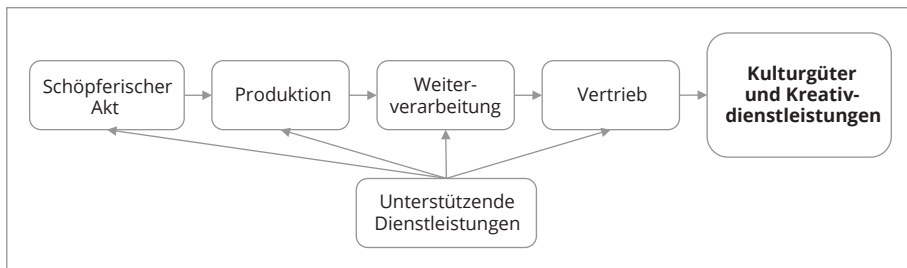 Schöpferischer
Akt
Produktion
Weiter-
verarbeitung
Vertrieb
Kulturgüter
und Kreativ-
dienstleistungen
Unterstützende
Dienstleistungen